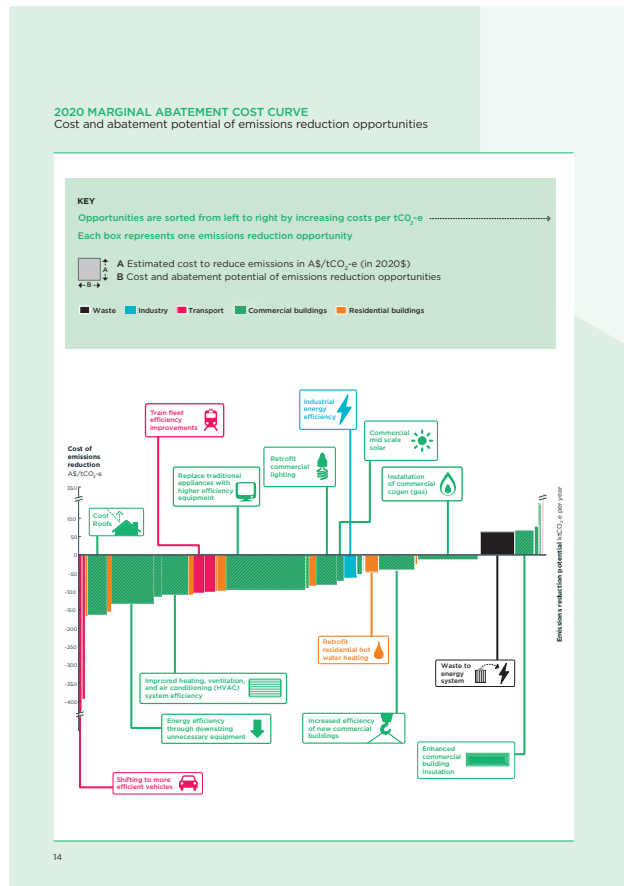 2020 MARGINAL ABATEMENT COST CURVE
Cost and abatement potential of emissions reduction opportunities
KEY
Opportunities are sorted from left to right by increasing costs per tCO2-e
Each box represents one emissions reduction opportunity
A
B
A Estimated cost to reduce emissions in A$/tCO2-e (in 2020$)
B Cost and abatement potential of emissions reduction opportunities
Waste
Industry
Transport
Commercial buildings
Residential buildings
Industrial
energy
efficiency
Train fleet
efficiency
improvements
Commercial
mid scale
solar
Cost of
emissions
reduction
A$/tCO2-e
Retrofit
commercial
lighting
Replace traditional
appliances with
higher efficiency
equipment
Installation
of commercial
cogen (gas)
350
Cool
Roofs
100
50
0
-50
-100
-150
-200
-250
-300
-350
-400
Emissions reduction potential ktCO2e per year
Retrofit
residential hot
water heating
Waste to
energy
system
Improved heating, ventilation,
and air conditioning (HVAC)
system efficiency
Energy efficiency
through downsizing
unnecessary equipment
Increased efficiency
of new commercial
buildings
Enhanced
commercial
building
insulation
Shifting to more
efficient vehicles
14